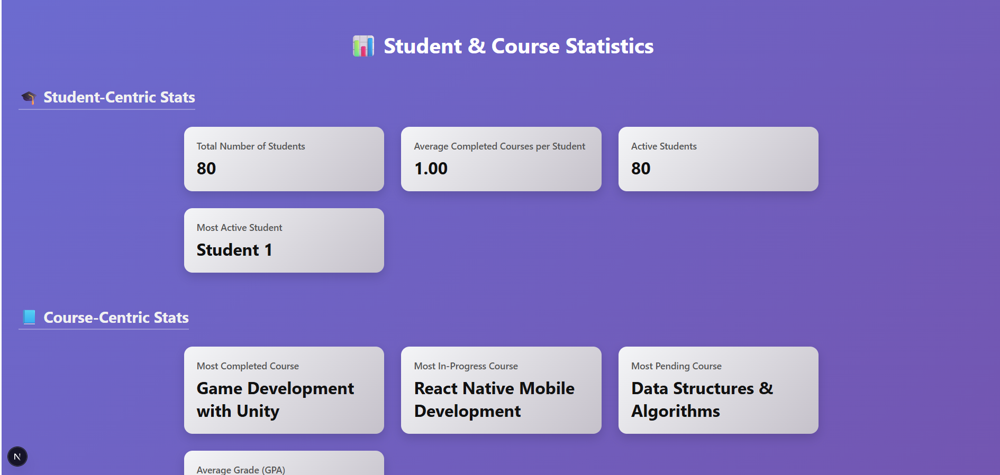 Student & Course Statistics
Student-Centric Stats
Total Number of Students
80
Average Completed Courses per Student
1.00
Active Students
80
Most Active Student
Student 1
Course-Centric Stats
Most Completed Course
Game Development
with Unity
Most In-Progress Course
React Native Mobile
Development
Most Pending Course
Data Structures &
Algorithms
Average Grade (GPA)
N